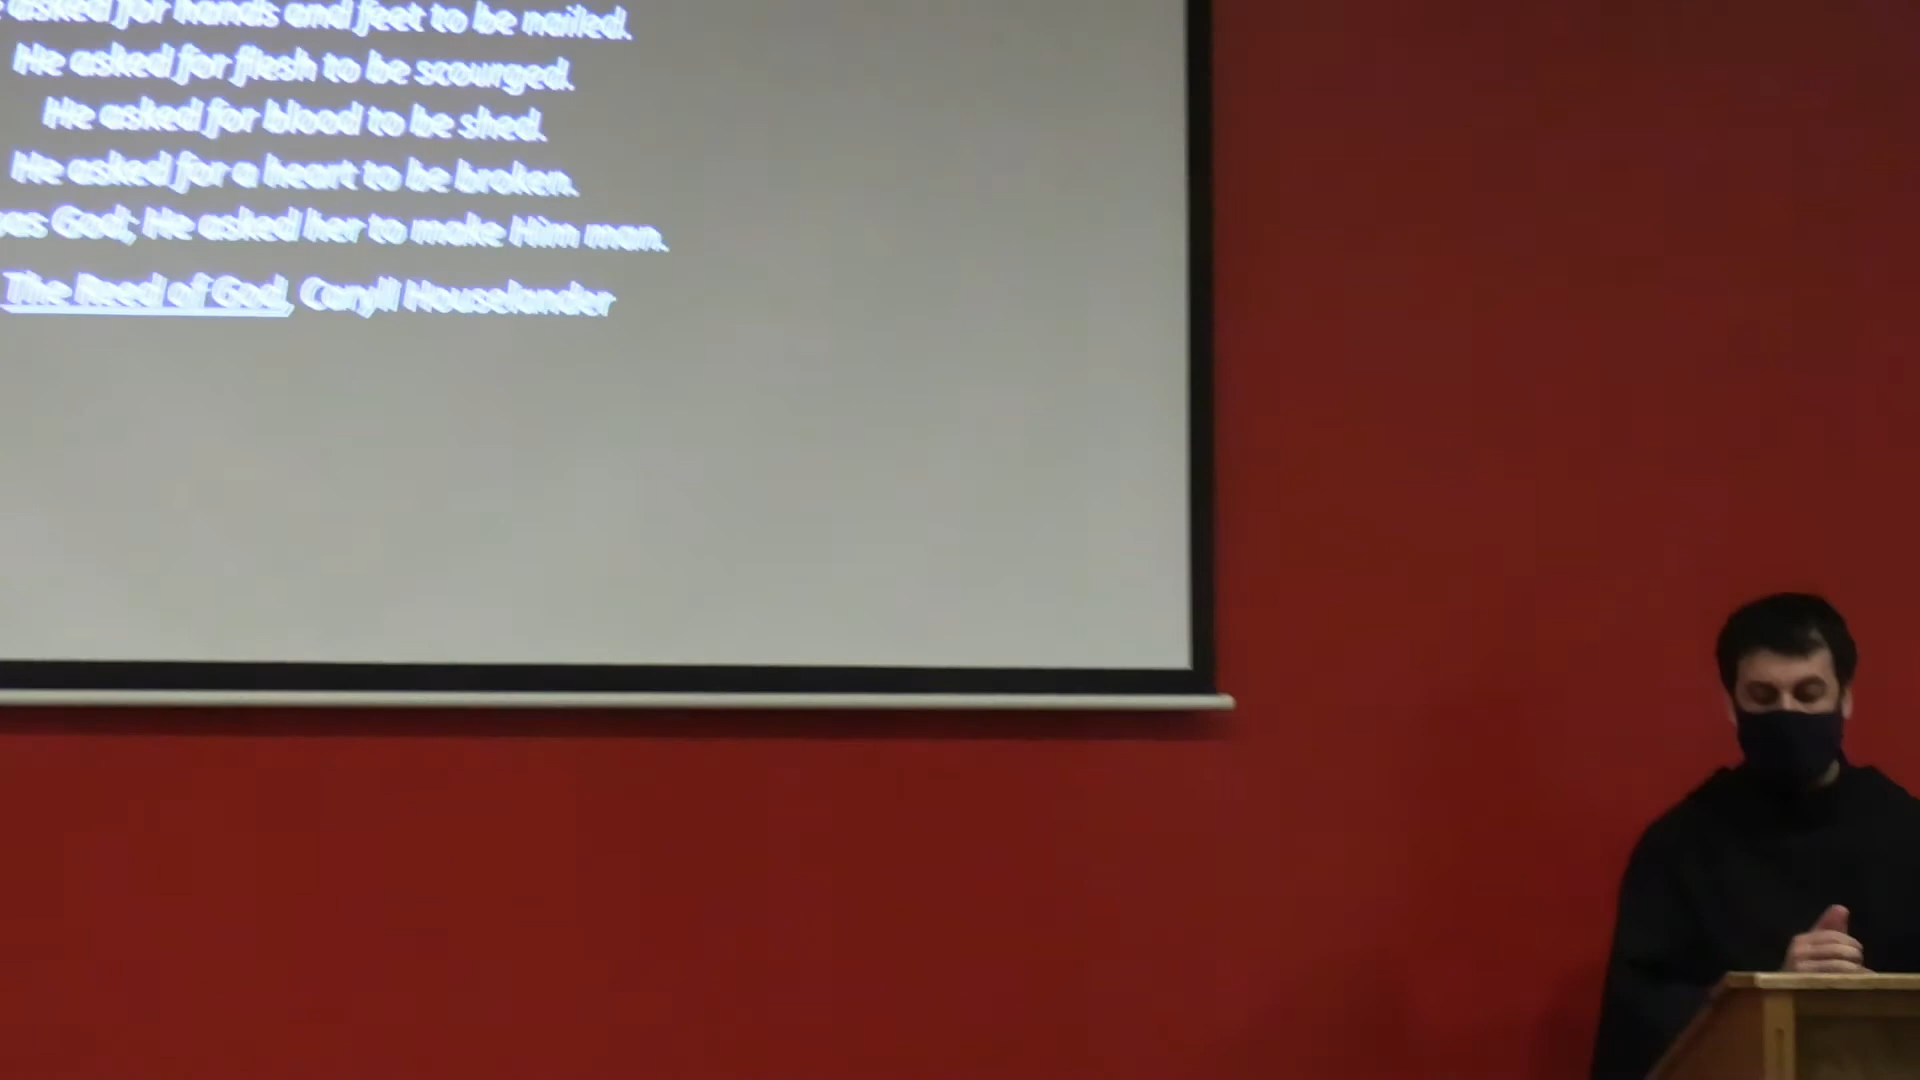 asked for hands and feet to be nailed.
He asked for flesh to be scourged.
He asked for blood to be shed.
He asked for a heart to be broken.
was God; He asked her to make Him man.
The Reed of God, Caryll Houselander